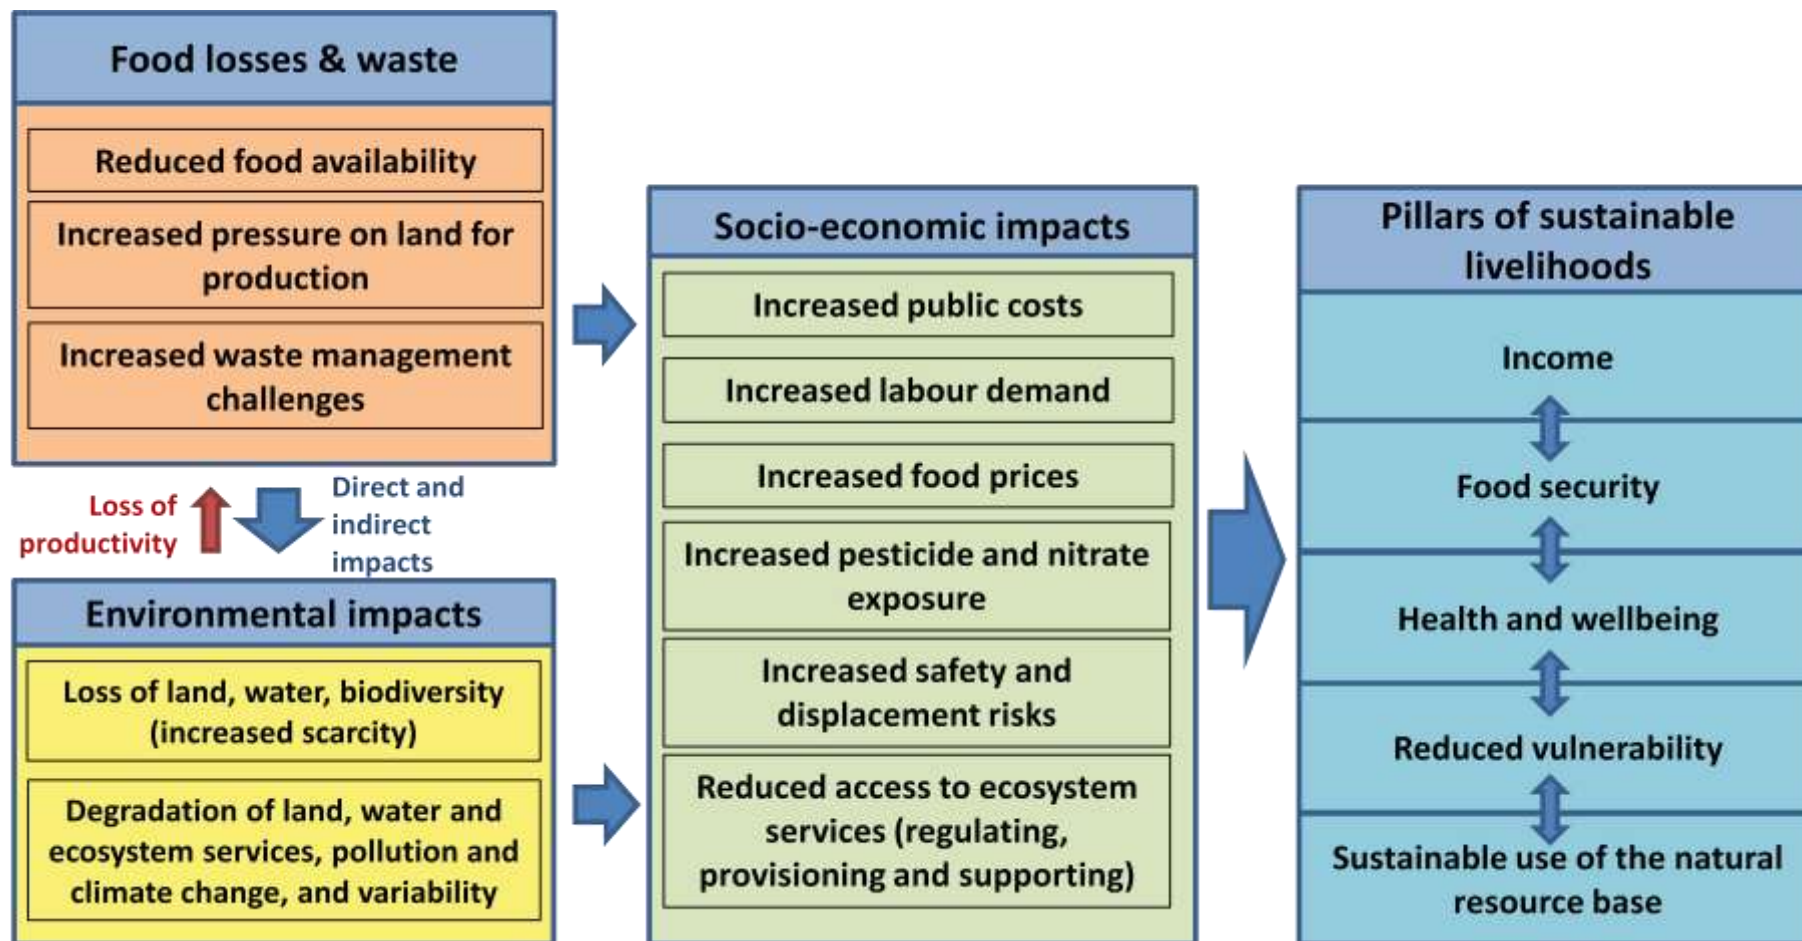 Food losses & waste
Reduced food availability
Increased pressure on land for
production
Increased waste management
challenges
Loss of
productivity
Direct and
indirect
impacts
Environmental impacts
Loss of land, water, biodiversity
(increased scarcity)
Degradation of land, water and
ecosystem services, pollution and
climate change, and variability
Socio-economic impacts
Increased public costs
Increased labour demand
Increased food prices
Increased pesticide and nitrate
exposure
Increased safety and
displacement risks
Reduced access to ecosystem
services (regulating,
provisioning and supporting)
Pillars of sustainable
livelihoods
Income
Food security
Health and wellbeing
Reduced vulnerability
Sustainable use of the natural
resource base